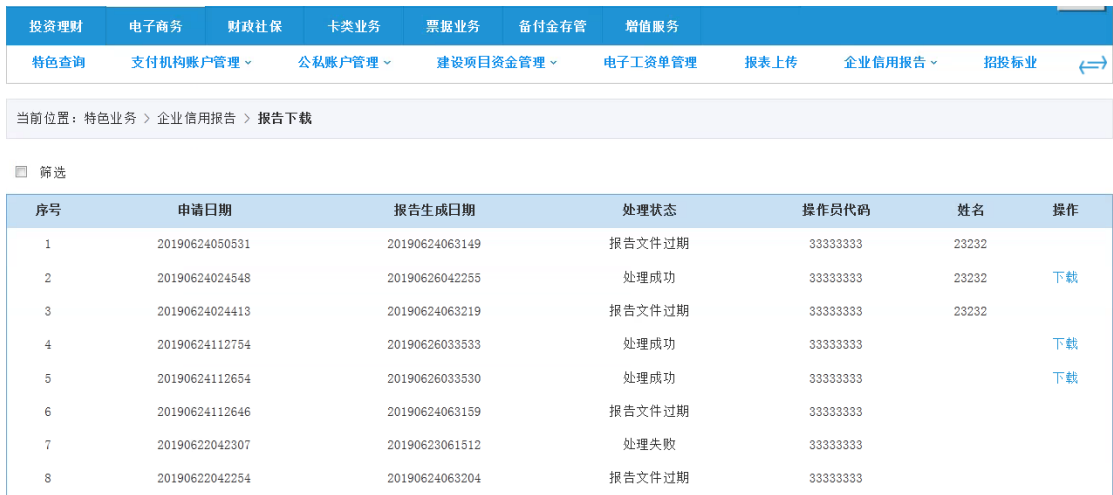 投资理财 电子商务 财政社保 卡类业务 票据业务 备付金存管 增值服务
特色查询 支付机构账户管理 公私账户管理 建设项目资金管理 电子工资单管理 报表上传 企业信用报告 招投标业
当前位置：特色业务 > 企业信用报告 > 报告下载
筛选
序号 申请日期 报告生成日期 处理状态 操作员代码 姓名 操作
1 20190624050531 20190624063149 报告文件过期 33333333 23232
2 20190624024548 20190626042255 处理成功 33333333 23232 下载
3 20190624024413 20190624063219 报告文件过期 33333333 23232
4 20190624112754 20190626033533 处理成功 33333333 下载
5 20190624112654 20190626033530 处理成功 33333333 下载
6 20190624112646 20190624063159 报告文件过期 33333333
7 20190622042307 20190623061512 处理失败 33333333
8 20190622042254 20190624063204 报告文件过期 33333333